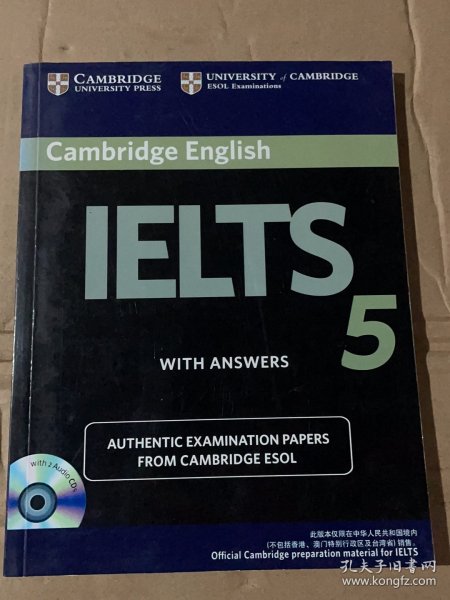 CAMBRIDGE
UNIVERSITY PRESS
UNIVERSITY of CAMBRIDGE
ESOL Examinations
Cambridge English
IELTS
5
WITH ANSWERS
AUTHENTIC EXAMINATION PAPERS
FROM CAMBRIDGE ESOL
with 2 Audio CDs
此版本仅限在中华人民共和国境内
(不包括香港、澳门特别行政区及台湾省)销售。
Official Cambridge preparation material for IELTS
孔夫子旧书网
www.kongfz.com